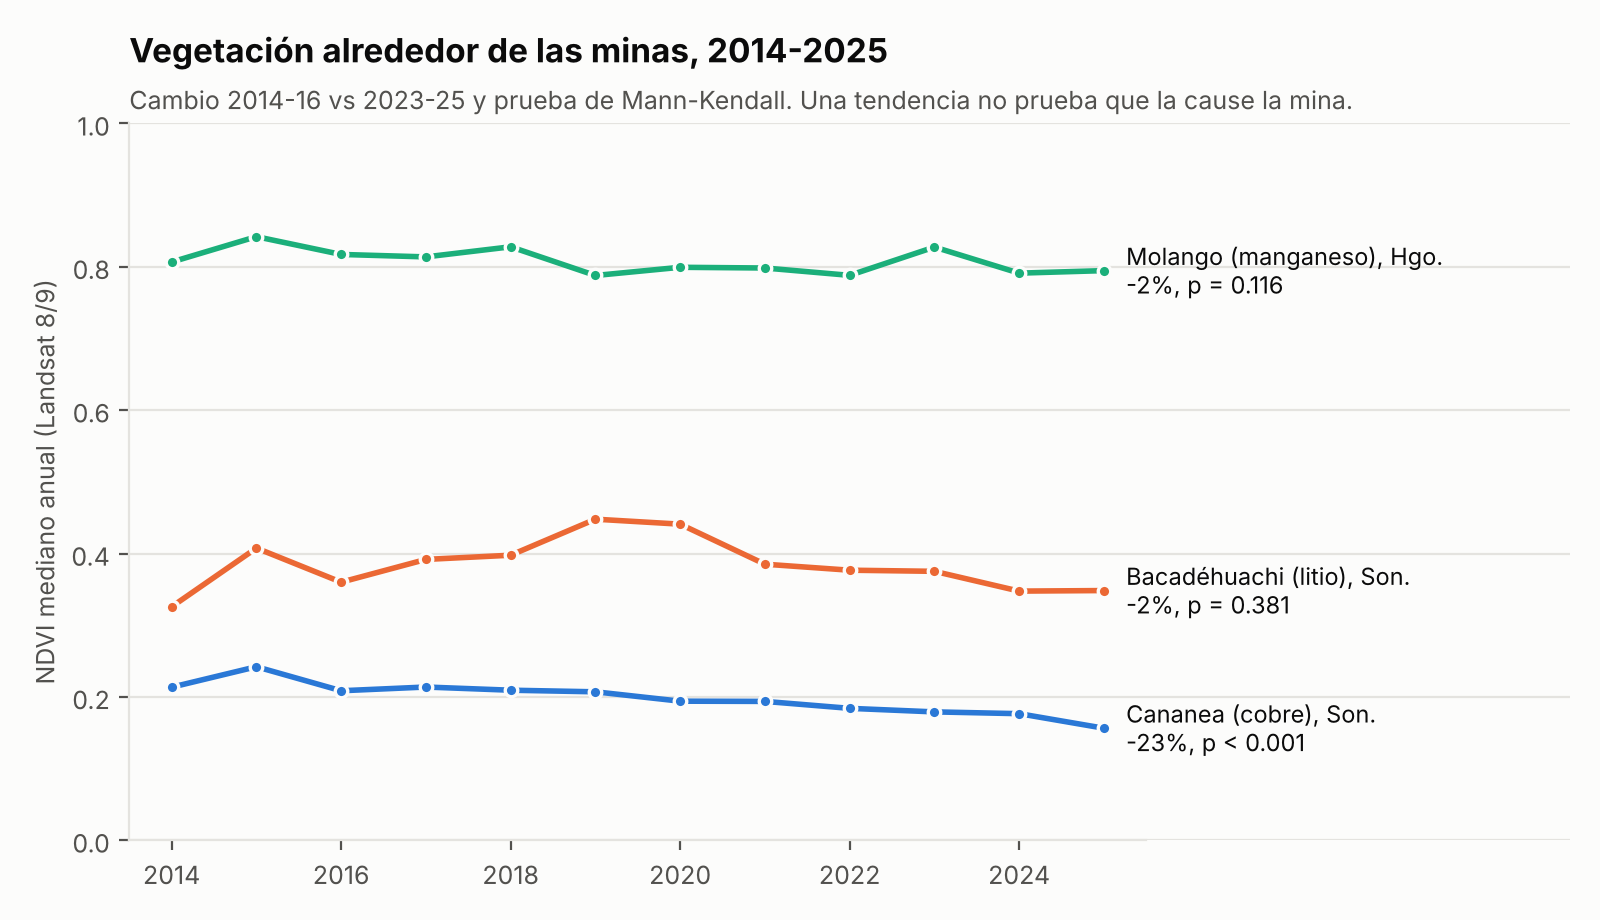 Vegetación alrededor de las minas, 2014-2025
Cambio 2014-16 vs 2023-25 y prueba de Mann-Kendall. Una tendencia no prueba que la cause la mina.
NDVI mediano anual (Landsat 8/9)
1.0
0.8
0.6
0.4
0.2
0.0
Molango (manganeso), Hgo.
-2%, p = 0.116
Bacadéhuachi (litio), Son.
-2%, p = 0.381
Cananea (cobre), Son.
-23%, p < 0.001
2014
2016
2018
2020
2022
2024